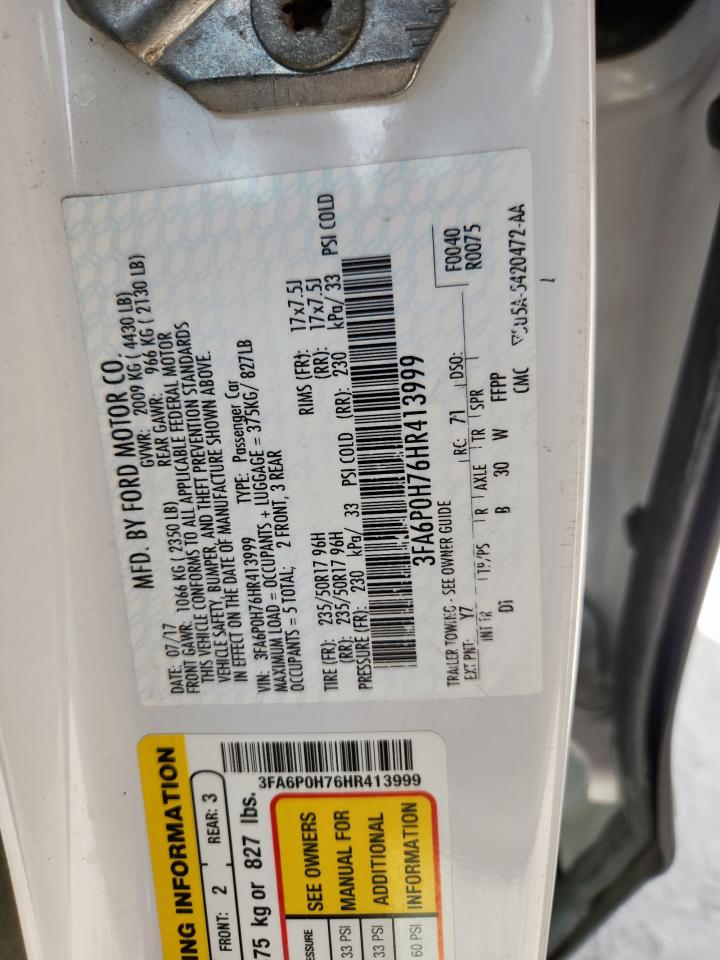 MFD. BY FORD MOTOR CO.
DATE: 07/17 GVWR: 2009 KG ( 4430 LB)
FRONT GAWR: 1066 KG ( 2350 LB) REAR GAWR: 966 KG ( 2130 LB)
THIS VEHICLE CONFORMS TO ALL APPLICABLE FEDERAL MOTOR
VEHICLE SAFETY, BUMPER, AND THEFT PREVENTION STANDARDS
IN EFFECT ON THE DATE OF MANUFACTURE SHOWN ABOVE.
VIN: 3FA6P0H76HR413999 TYPE: Passenger Car
MAXIMUM LOAD = OCCUPANTS + LUGGAGE = 375KG/ 827LB
OCCUPANTS = 5 TOTAL; 2 FRONT, 3 REAR
TIRE (FR): 235/50R17 96H RIMS (FR): 17x7.5J
(RR): 235/50R17 96H (RR): 17x7.5J
PRESSURE (FR): 230 kPa/ 33 PSI COLD (RR): 230 kPa/ 33 PSI COLD
3FA6P0H76HR413999
F0040
R0075
TRAILER TOWING - SEE OWNER GUIDE
EXT PNT: YZ RC: 71 DSO:
INT TR TP/PS R AXLE TR SPR
DI B 30 W FFPP
CMC 5420472-AA
ING INFORMATION
FRONT: 2 REAR: 3
75 kg or 827 lbs.
3FA6P0H76HR413999
ESSURE
33 PSI
33 PSI
60 PSI
SEE OWNERS
MANUAL FOR
ADDITIONAL
INFORMATION